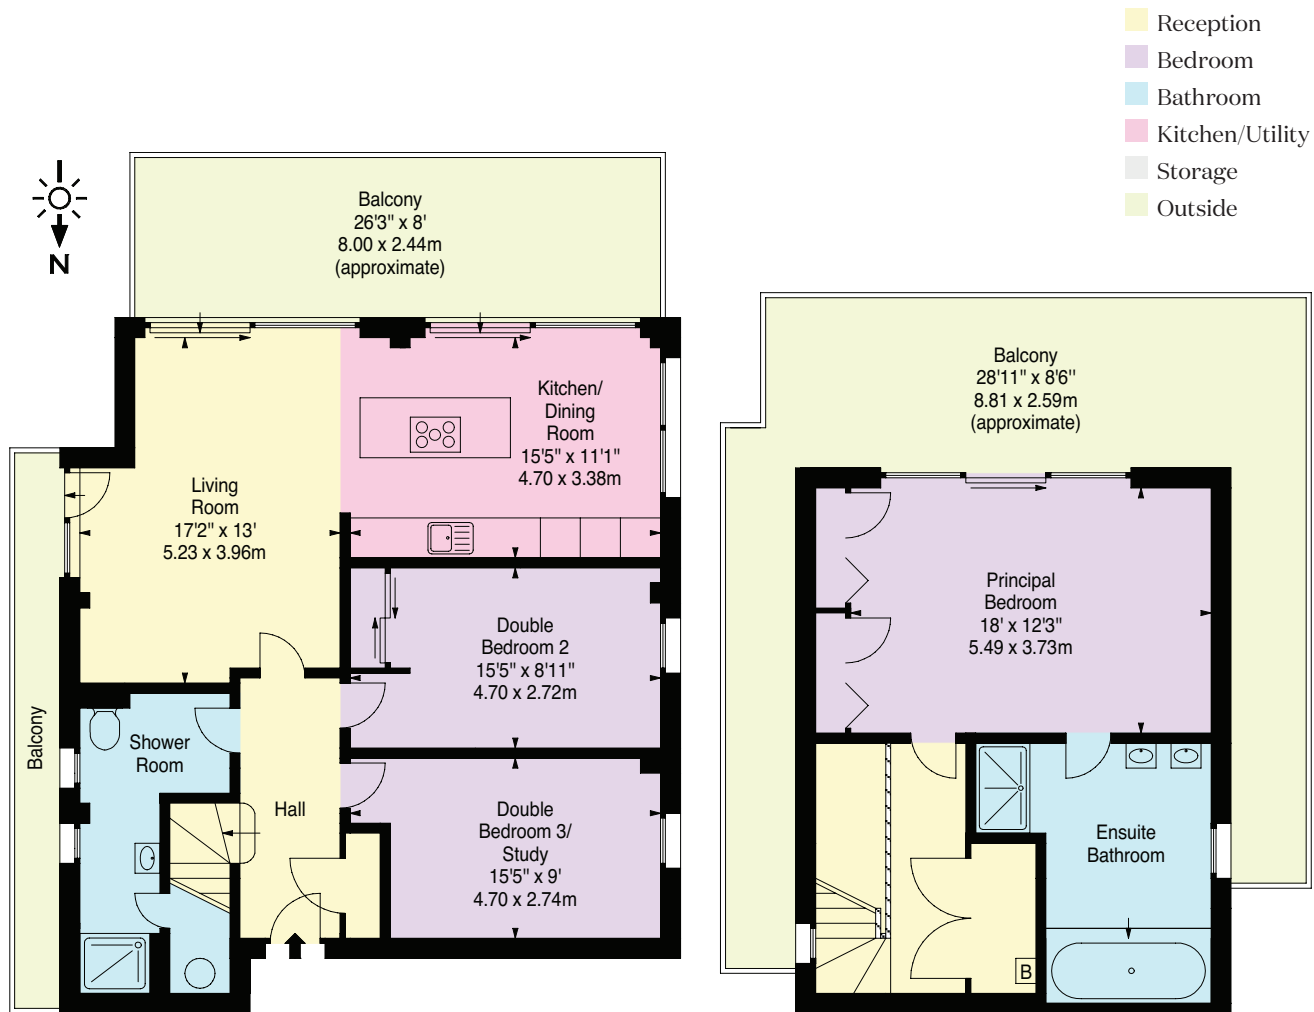 Reception
Bedroom
Bathroom
Kitchen/Utility
Storage
Outside
N
Balcony
26'3" x 8'
8.00 x 2.44m
(approximate)
Living
Room
17'2" x 13'
5.23 x 3.96m
Kitchen/
Dining
Room
15'5" x 11'1"
4.70 x 3.38m
Double
Bedroom 2
15'5" x 8'11"
4.70 x 2.72m
Balcony
Shower
Room
Hall
Double
Bedroom 3/
Study
15'5" x 9'
4.70 x 2.74m
Balcony
28'11" x 8'6"
8.81 x 2.59m
(approximate)
Principal
Bedroom
18' x 12'3"
5.49 x 3.73m
Ensuite
Bathroom
B